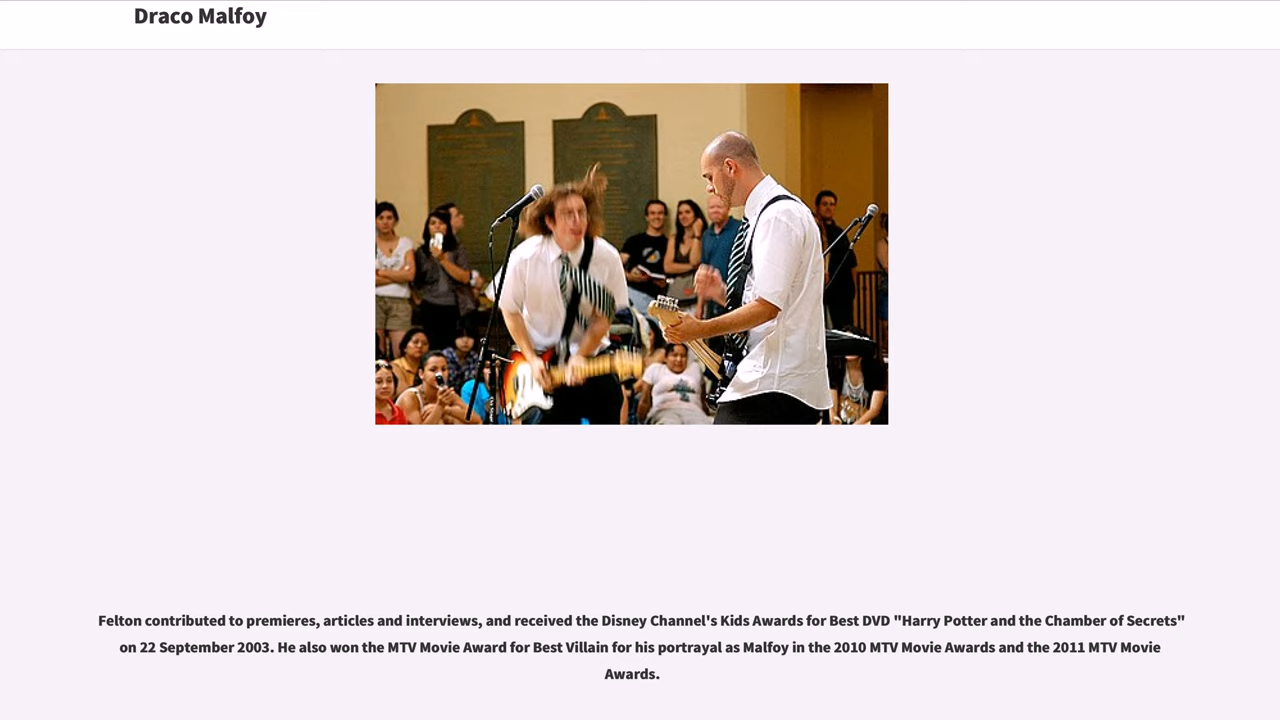 Draco Malfoy
Felton contributed to premieres, articles and interviews, and received the Disney Channel's Kids Awards for Best DVD "Harry Potter and the Chamber of Secrets"
on 22 September 2003. He also won the MTV Movie Award for Best Villain for his portrayal as Malfoy in the 2010 MTV Movie Awards and the 2011 MTV Movie
Awards.